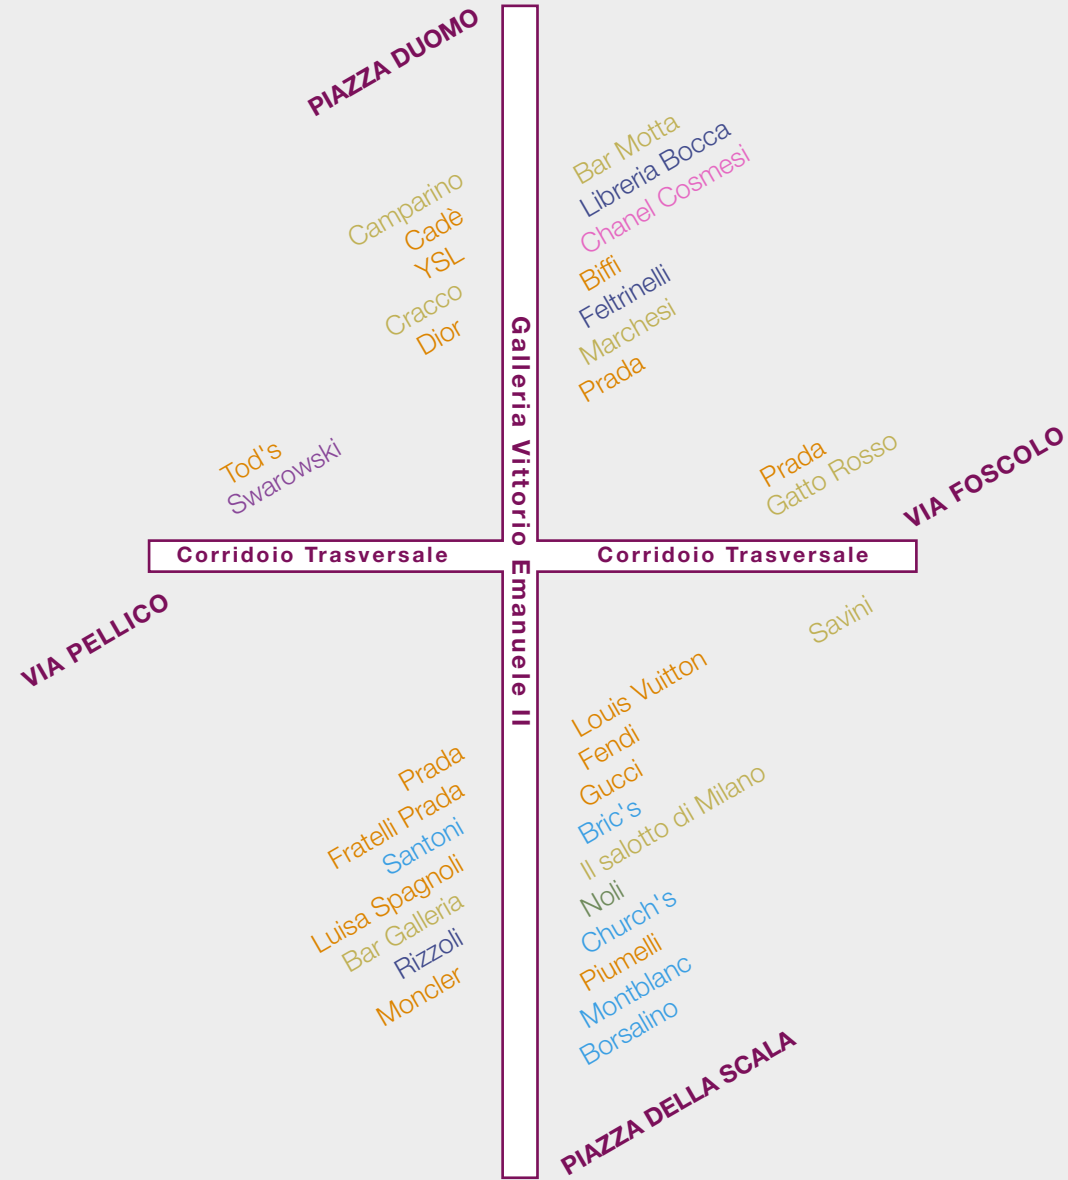 PIAZZA DUOMO
Camparino
Cadè
YSL
Cracco
Dior
Bar Motta
Libreria Bocca
Chanel Cosmesi
Biffi
Feltrinelli
Marchesi
Prada
Galleria Vittorio Emanuele II
Tod's
Swarowski
Prada
Gatto Rosso
VIA FOSCOLO
Corridoio Trasversale
Corridoio Trasversale
VIA PELLICO
Savini
Louis Vuitton
Fendi
Gucci
Bric's
Il salotto di Milano
Noli
Church's
Piumelli
Montblanc
Borsalino
Prada
Fratelli Prada
Santoni
Luisa Spagnoli
Bar Galleria
Rizzoli
Moncler
PIAZZA DELLA SCALA